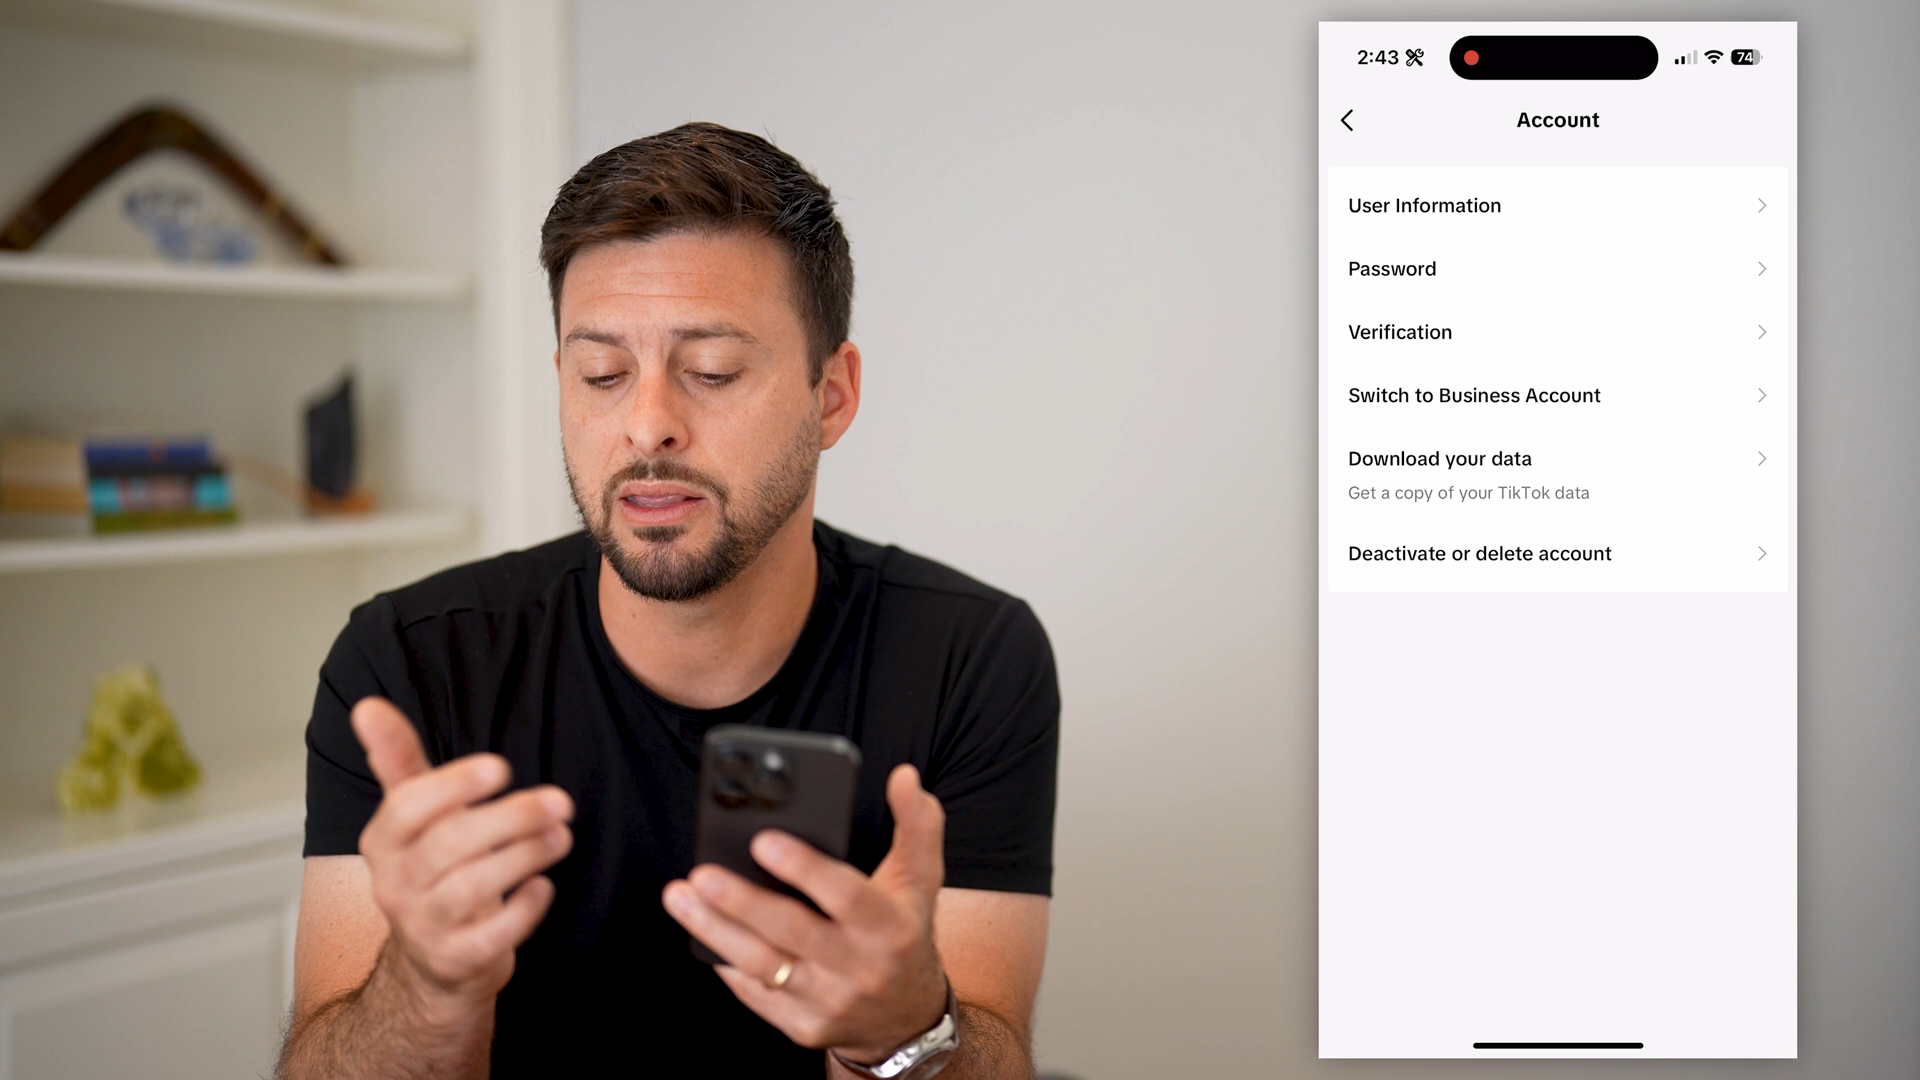 2:43
74
Account
User Information
Password
Verification
Switch to Business Account
Download your data
Get a copy of your TikTok data
Deactivate or delete account